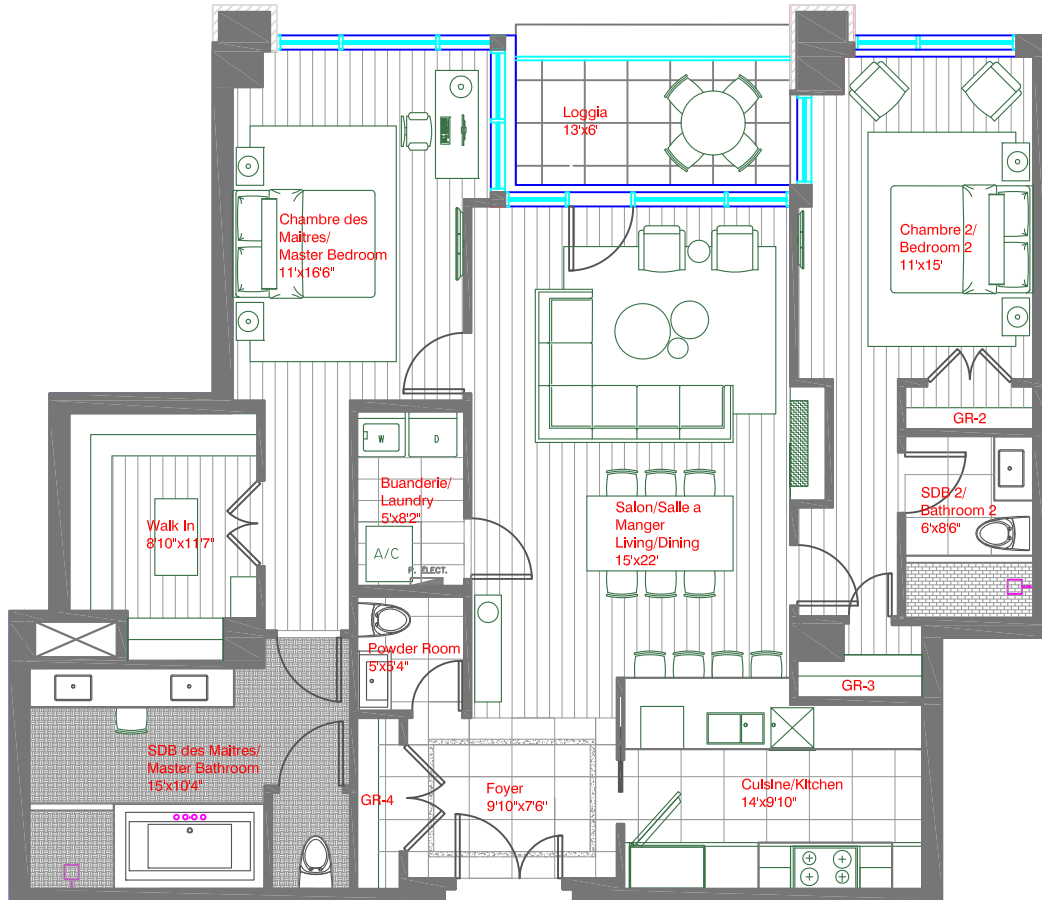 Loggia
13'x6'
Chambre des
Maitres/
Master Bedroom
11'x16'6"
Chambre 2/
Bedroom 2
11'x15'
GR-2
W
D
Buanderie/
Laundry
5'x8'2"
A/C
P. ÉLECT.
Salon/Salle a
Manger
Living/Dining
15'x22'
SDB 2/
Bathroom 2
6'x8'6"
Walk In
8'10"x11'7"
Powder Room
5'x5'4"
GR-3
SDB des Maitres/
Master Bathroom
15'x10'4"
GR-4
Foyer
9'10"x7'6"
Cuisine/Kitchen
14'x9'10"